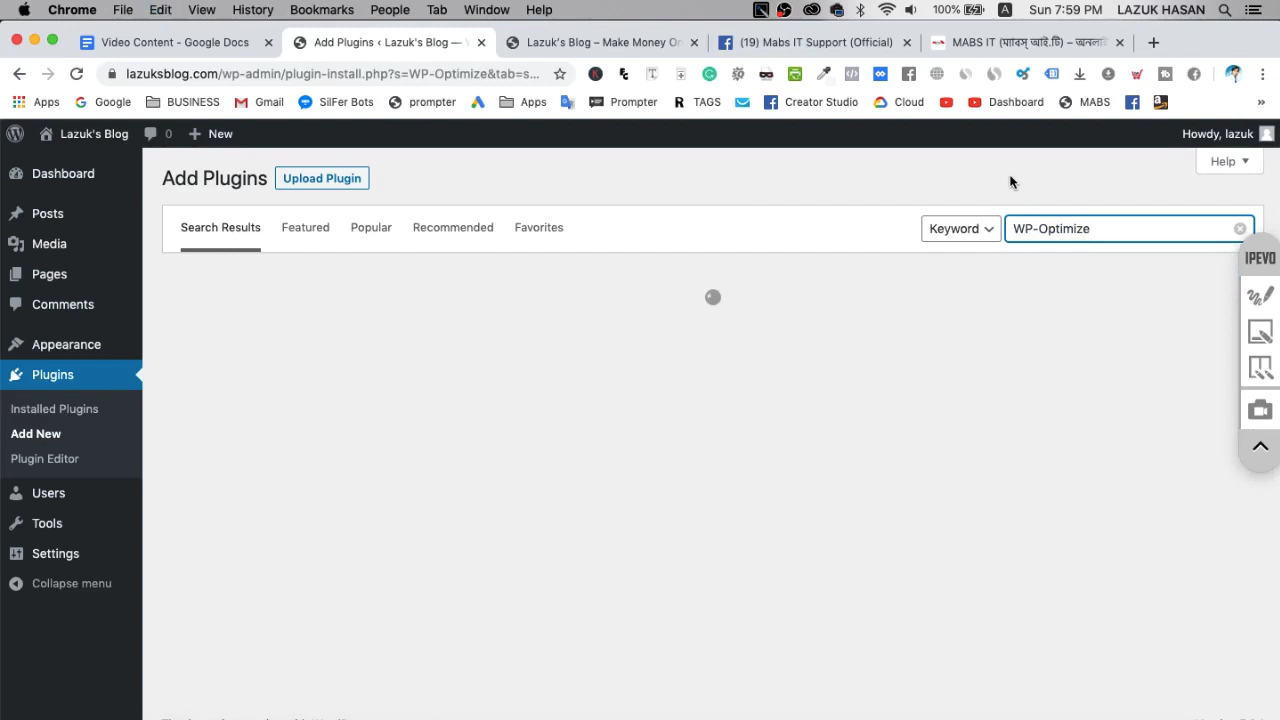 Chrome File Edit View History Bookmarks People Tab Window Help 100% A Sun 7:59 PM LAZUK HASAN
Video Content - Google Docs Add Plugins ‹ Lazuk's Blog — Lazuk's Blog – Make Money On (19) Mabs IT Support (Official) MABS IT (ম্যাবস্ আই.টি) – অনলাই
lazuksblog.com/wp-admin/plugin-install.php?s=WP-Optimize&tab=s...
Apps Google BUSINESS Gmail SilFer Bots prompter Apps Prompter R TAGS Creator Studio Cloud Dashboard MABS »
Lazuk's Blog 0 New Howdy, lazuk
Help
Add Plugins Upload Plugin
Search Results Featured Popular Recommended Favorites Keyword WP-Optimize
IPEVO
Dashboard
Posts
Media
Pages
Comments
Appearance
Plugins
Installed Plugins
Add New
Plugin Editor
Users
Tools
Settings
Collapse menu